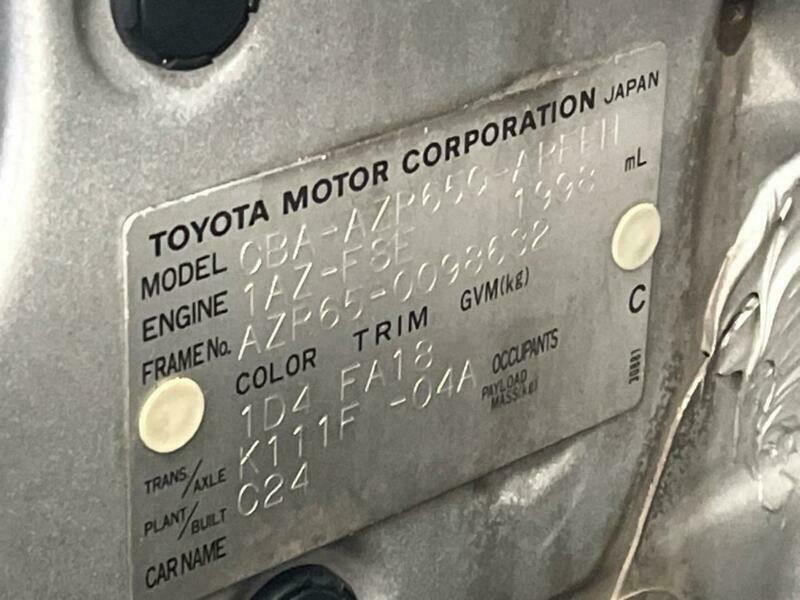 TOYOTA MOTOR CORPORATION JAPAN
MODEL CBA-AZR65G-APFEH
ENGINE 1AZ-FSE 1998 mL
FRAME No. AZR65-0098632
COLOR TRIM GVM(kg)
1D4 FA18 OCCUPANTS C
TRANS/AXLE K111F -04A PAYLOAD MASS(kg)
PLANT/BUILT C24
CAR NAME
30881